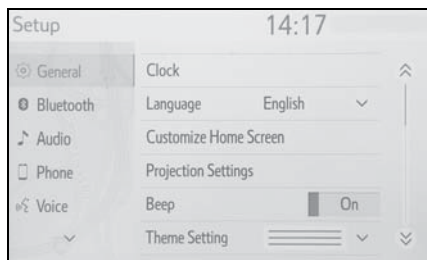 Setup 14:17
General
Bluetooth
Audio
Phone
Voice
Clock
Language English
Customize Home Screen
Projection Settings
Beep On
Theme Setting